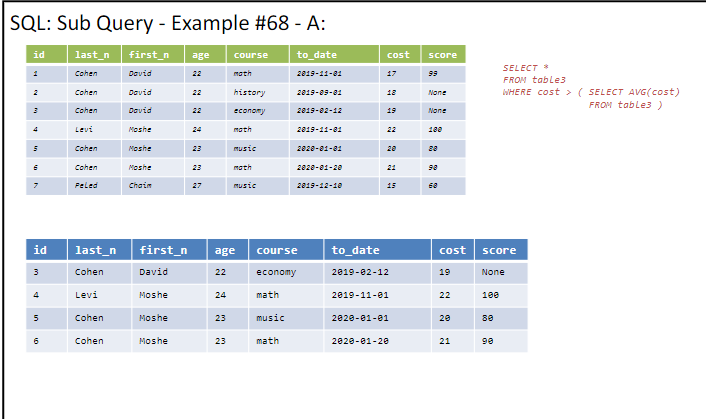 SQL: Sub Query - Example #68 - A:
id last_n first_n age course to_date cost score
1 Cohen David 22 math 2019-11-01 17 99
2 Cohen David 22 history 2019-09-01 18 None
3 Cohen David 22 economy 2019-02-12 19 None
4 Levi Moshe 24 math 2019-11-01 22 100
5 Cohen Moshe 23 music 2020-01-01 20 80
6 Cohen Moshe 23 math 2020-01-20 21 90
7 Peled Chaim 27 music 2019-12-10 15 60
SELECT *
FROM table3
WHERE cost > ( SELECT AVG(cost)
FROM table3 )
id last_n first_n age course to_date cost score
3 Cohen David 22 economy 2019-02-12 19 None
4 Levi Moshe 24 math 2019-11-01 22 100
5 Cohen Moshe 23 music 2020-01-01 20 80
6 Cohen Moshe 23 math 2020-01-20 21 90